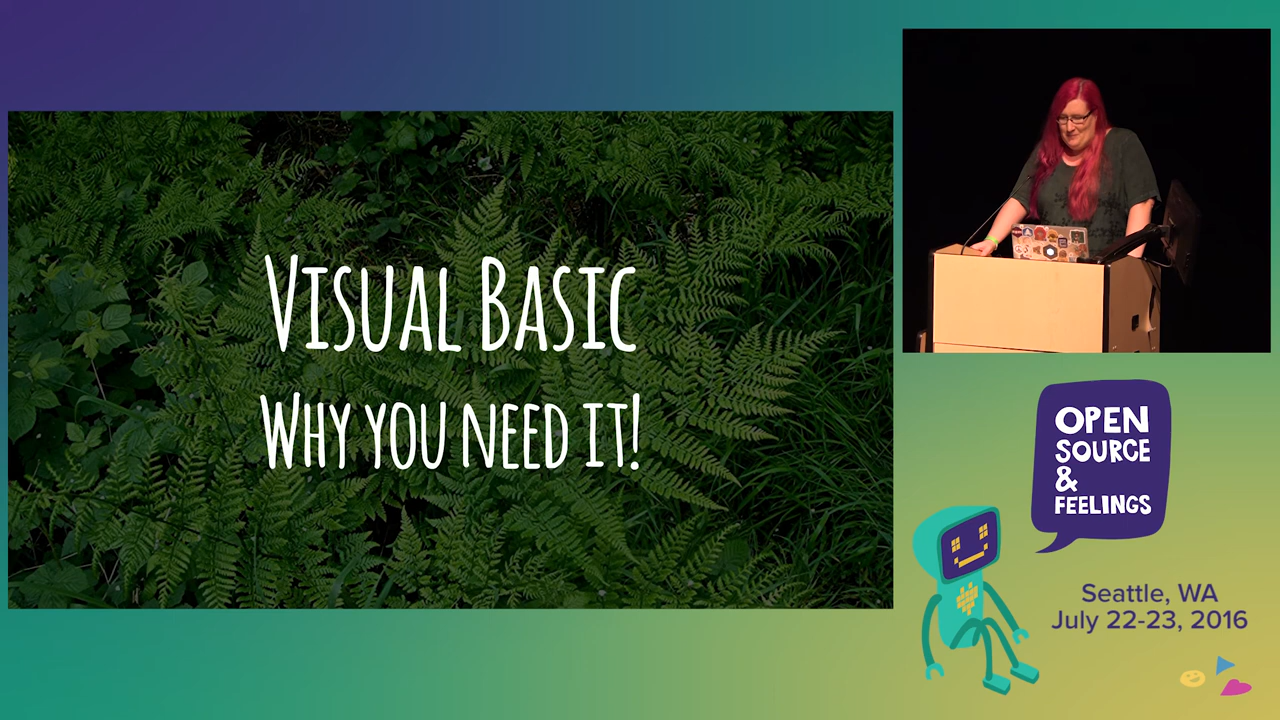 Visual Basic
Why you need it!
OPEN
SOURCE
&
FEELINGS
Seattle, WA
July 22-23, 2016